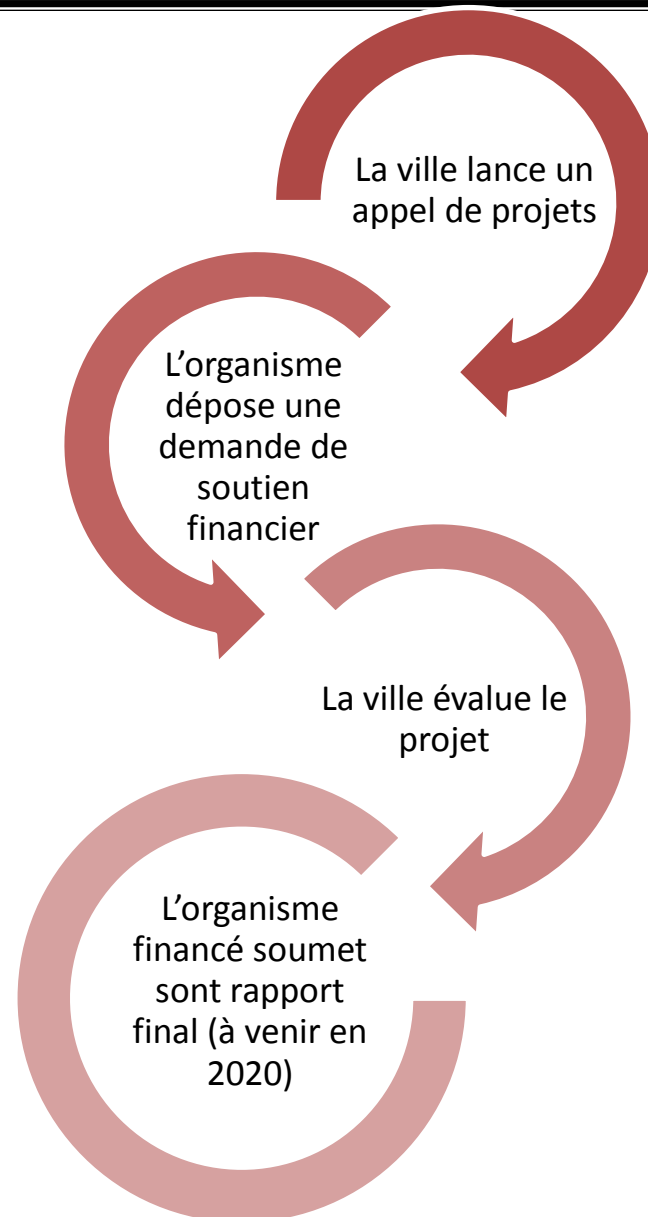 La ville lance un
appel de projets
L’organisme
dépose une
demande de
soutien
financier
La ville évalue le
projet
L’organisme
financé soumet
sont rapport
final (à venir en
2020)